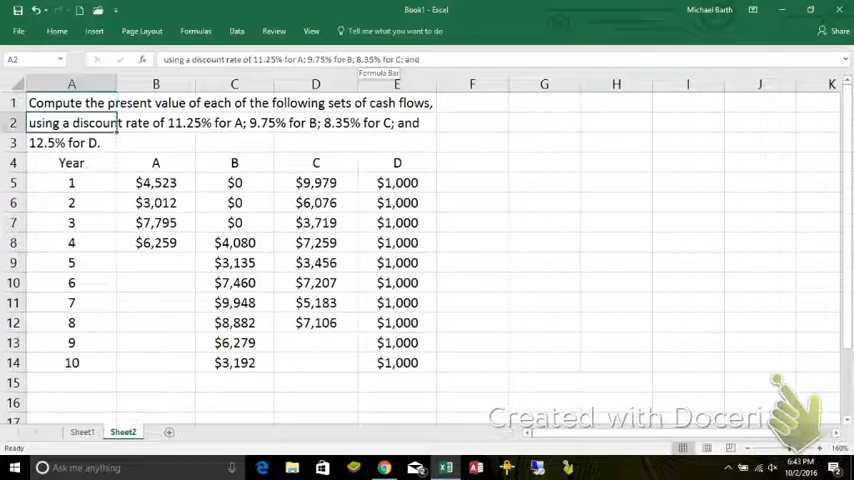 Book1 - Excel
Michael Barth
File Home Insert Page Layout Formulas Data Review View Tell me what you want to do Share
A2 fx using a discount rate of 11.25% for A; 9.75% for B; 8.35% for C; and
Formula Bar
A B C D E F G H I J K
1 Compute the present value of each of the following sets of cash flows,
2 using a discount rate of 11.25% for A; 9.75% for B; 8.35% for C; and
3 12.5% for D.
4 Year A B C D
5 1 $4,523 $0 $9,979 $1,000
6 2 $3,012 $0 $6,076 $1,000
7 3 $7,795 $0 $3,719 $1,000
8 4 $6,259 $4,080 $7,259 $1,000
9 5 $3,135 $3,456 $1,000
10 6 $7,460 $7,207 $1,000
11 7 $9,948 $5,183 $1,000
12 8 $8,882 $7,106 $1,000
13 9 $6,279 $1,000
14 10 $3,192 $1,000
15
16
17
Created with Doceri
Sheet1 Sheet2
Ready 160%
Ask me anything
6:43 PM
10/2/2016